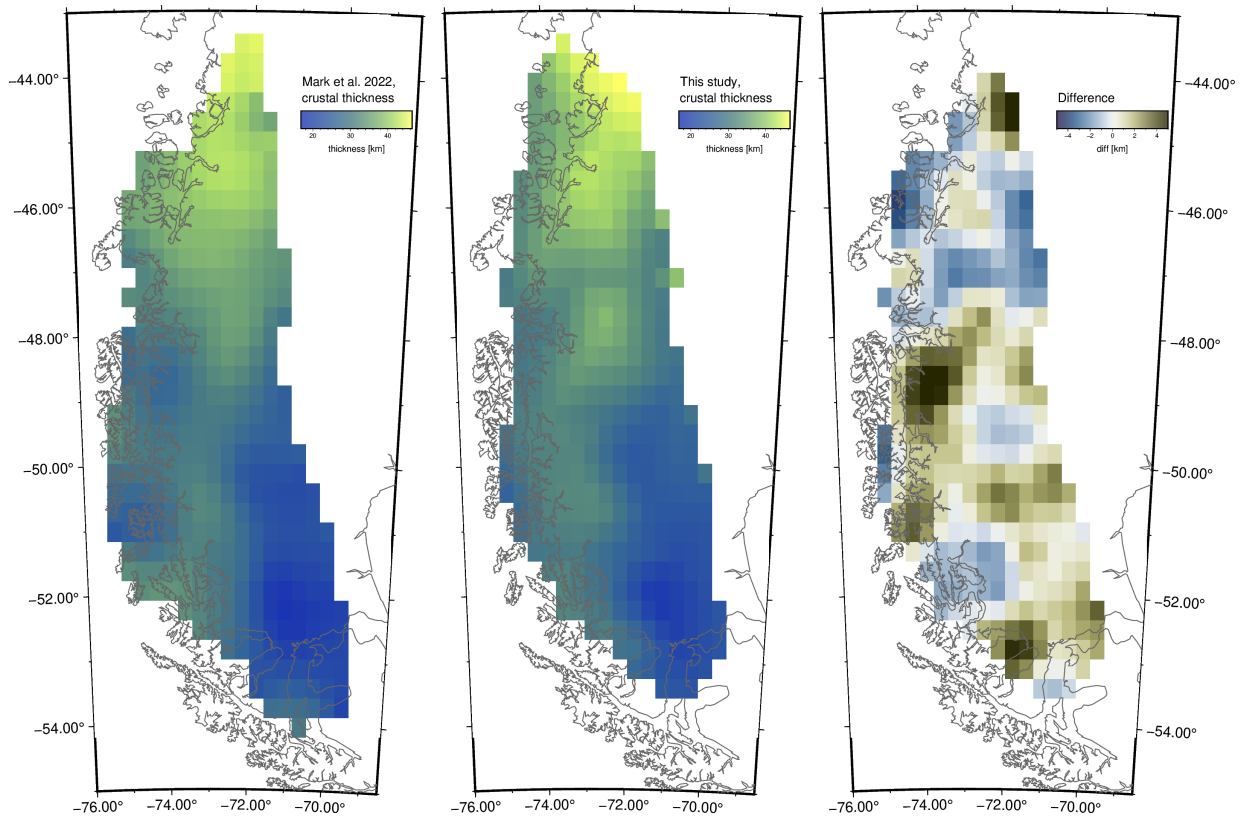 Mark et al. 2022,
crustal thickness
20 30 40
thickness [km]
This study,
crustal thickness
20 30 40
thickness [km]
Difference
−4 −2 0 2 4
diff [km]
−44.00°
−46.00°
−48.00°
−50.00°
−52.00°
−54.00°
−44.00°
−46.00°
−48.00°
−50.00°
−52.00°
−54.00°
−76.00° −74.00° −72.00° −70.00°
−76.00° −74.00° −72.00° −70.00°
−76.00° −74.00° −72.00° −70.00°